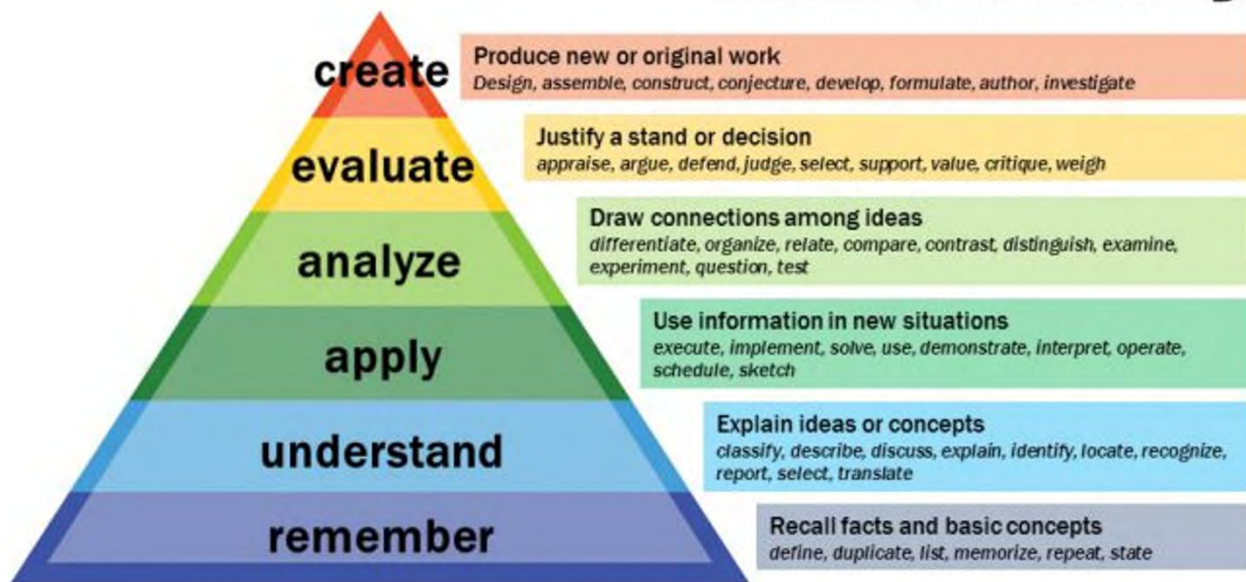 create
Produce new or original work
Design, assemble, construct, conjecture, develop, formulate, author, investigate
evaluate
Justify a stand or decision
appraise, argue, defend, judge, select, support, value, critique, weigh
analyze
Draw connections among ideas
differentiate, organize, relate, compare, contrast, distinguish, examine,
experiment, question, test
apply
Use information in new situations
execute, implement, solve, use, demonstrate, interpret, operate,
schedule, sketch
understand
Explain ideas or concepts
classify, describe, discuss, explain, identify, locate, recognize,
report, select, translate
remember
Recall facts and basic concepts
define, duplicate, list, memorize, repeat, state